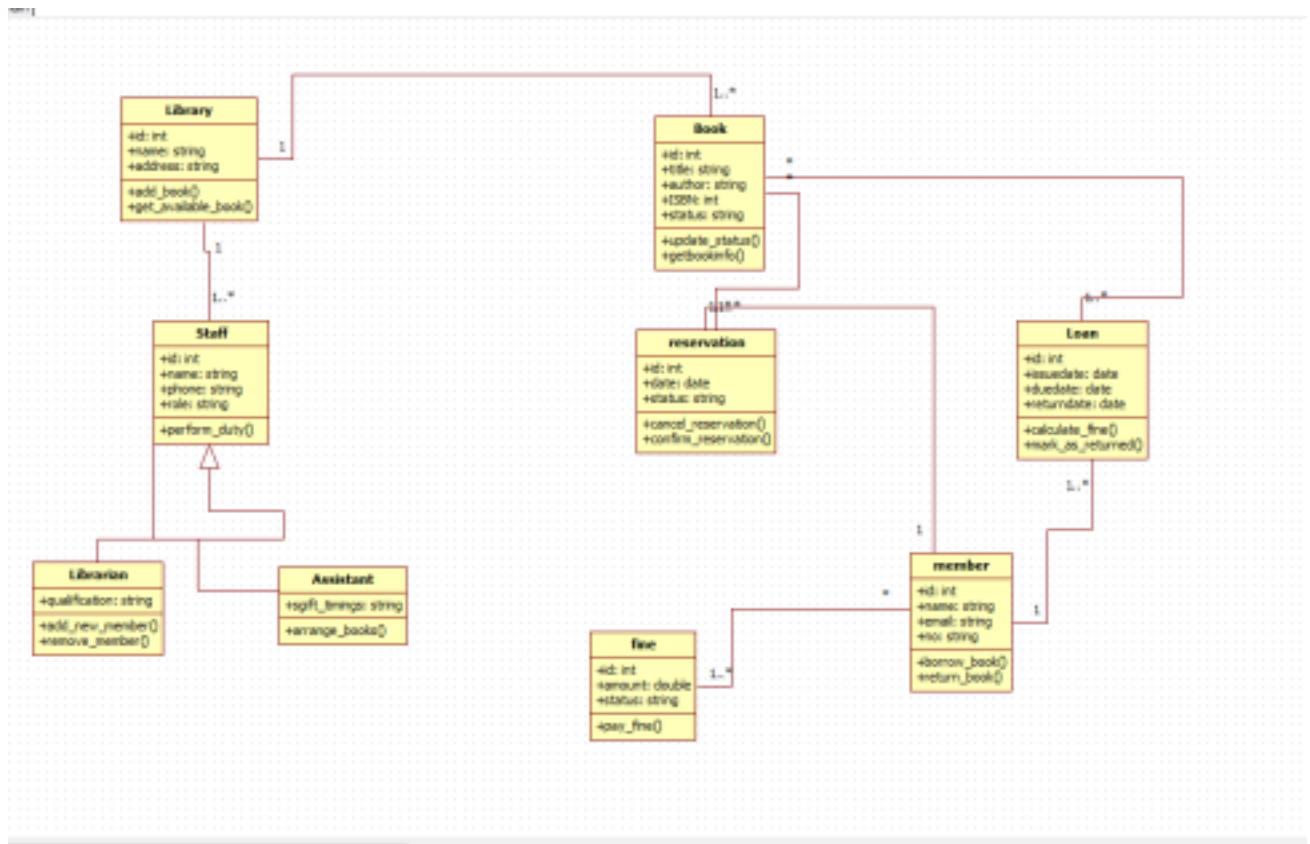 1..*
Library
+id: int
+name: string
+address: string
+add_book()
+get_available_book()
1
Book
+id: int
+title: string
+author: string
+ISBN: int
+status: string
+update_status()
+getbookinfo()
*
*
1
1..*
Staff
+id: int
+name: string
+phone: string
+role: string
+perform_duty()
reservation
+id: int
+date: date
+status: string
+cancel_reservation()
+confirm_reservation()
Loan
+id: int
+issuedate: date
+duedate: date
+returndate: date
+calculate_fine()
+mark_as_returned()
1..*
1
Librarian
+qualification: string
+add_new_member()
+remove_member()
Assistant
+sgift_timings: string
+arrange_books()
member
+id: int
+name: string
+email: string
+no: string
+borrow_book()
+return_book()
*
1
fine
+id: int
+amount: double
+status: string
+pay_fine()
1..*